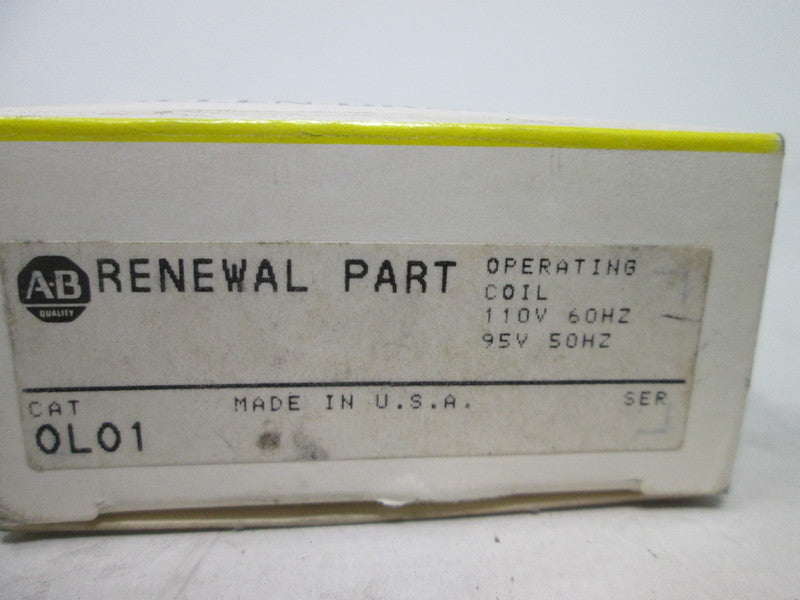 A-B
QUALITY
RENEWAL PART
OPERATING
COIL
110V 60HZ
95V 50HZ
CAT
MADE IN U.S.A.
SER
0L01